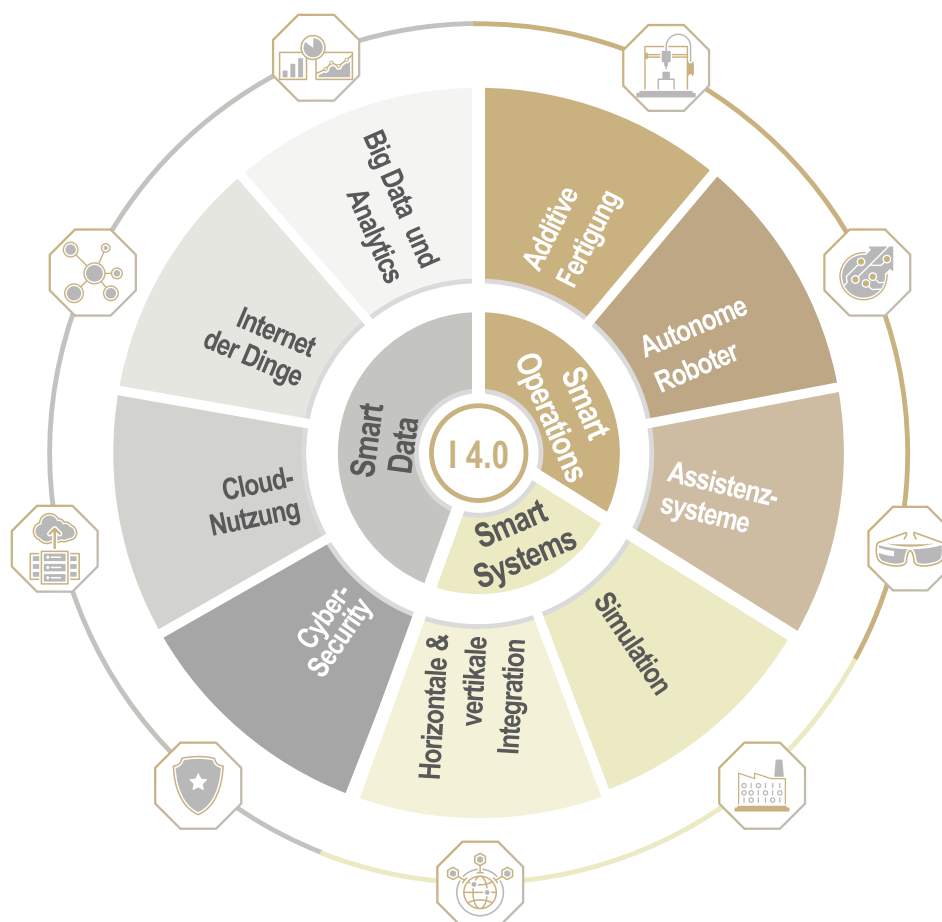 I 4.0
Smart
Operations
Smart
Systems
Smart
Data
Additive
Fertigung
Autonome
Roboter
Assistenz-
systeme
Simulation
Horizontale &
vertikale
Integration
Cyber-
Security
Cloud-
Nutzung
Internet
der Dinge
Big Data und
Analytics